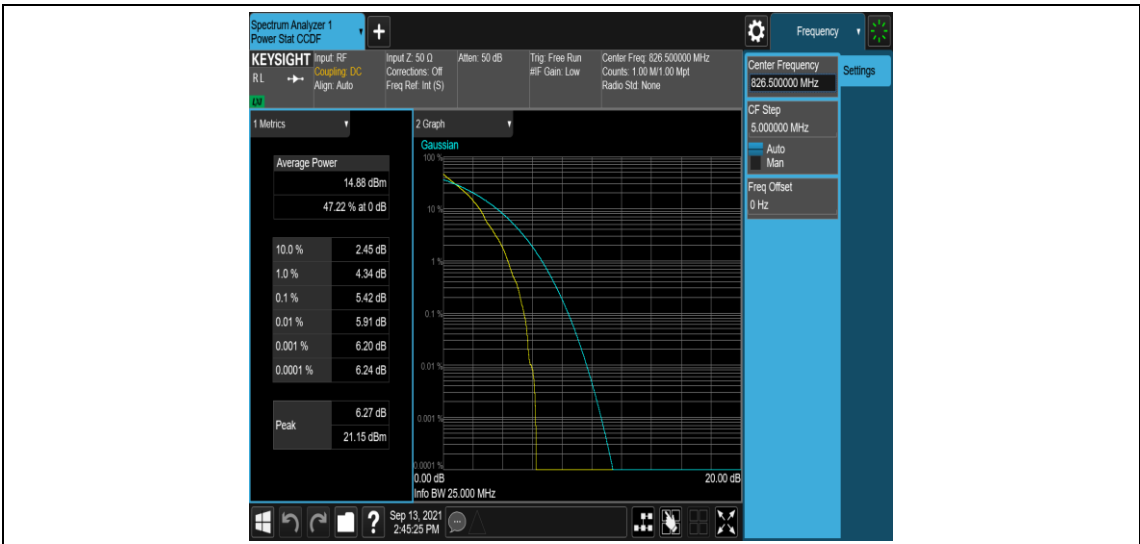 Spectrum Analyzer 1
Power Stat CCDF
+
Frequency
KEYSIGHT
RL
LXI
Input: RF
Coupling: DC
Align: Auto
Input Z: 50 Ω
Corrections: Off
Freq Ref: Int (S)
Atten: 50 dB
Trig: Free Run
#IF Gain: Low
Center Freq: 826.500000 MHz
Counts: 1.00 M/1.00 Mpt
Radio Std: None
Center Frequency
826.500000 MHz
Settings
CF Step
5.000000 MHz
Auto
Man
Freq Offset
0 Hz
1 Metrics
Average Power
14.88 dBm
47.22 % at 0 dB
10.0 % 2.45 dB
1.0 % 4.34 dB
0.1 % 5.42 dB
0.01 % 5.91 dB
0.001 % 6.20 dB
0.0001 % 6.24 dB
Peak
6.27 dB
21.15 dBm
2 Graph
Gaussian
100 %
10 %
1 %
0.1 %
0.01 %
0.001 %
0.0001 %
0.00 dB 20.00 dB
Info BW 25.000 MHz
?
Sep 13, 2021
2:45:25 PM